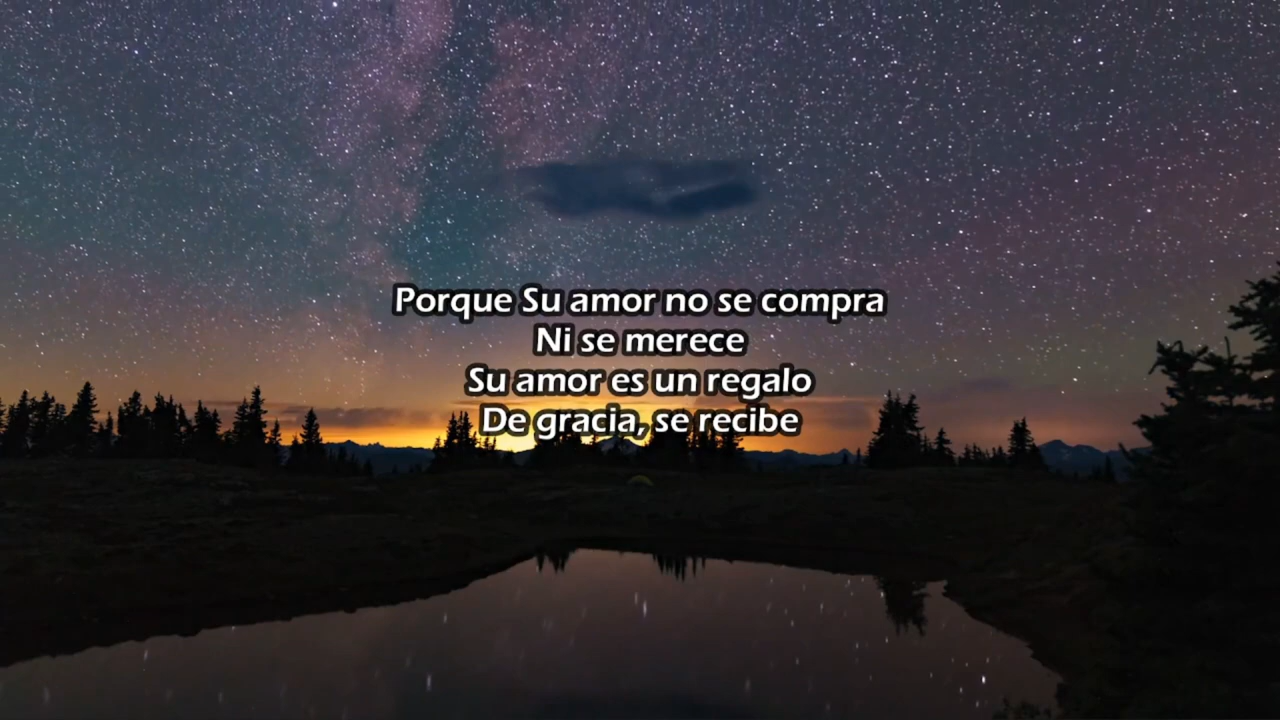 Porque Su amor no se compra
Ni se merece
Su amor es un regalo
De gracia, se recibe